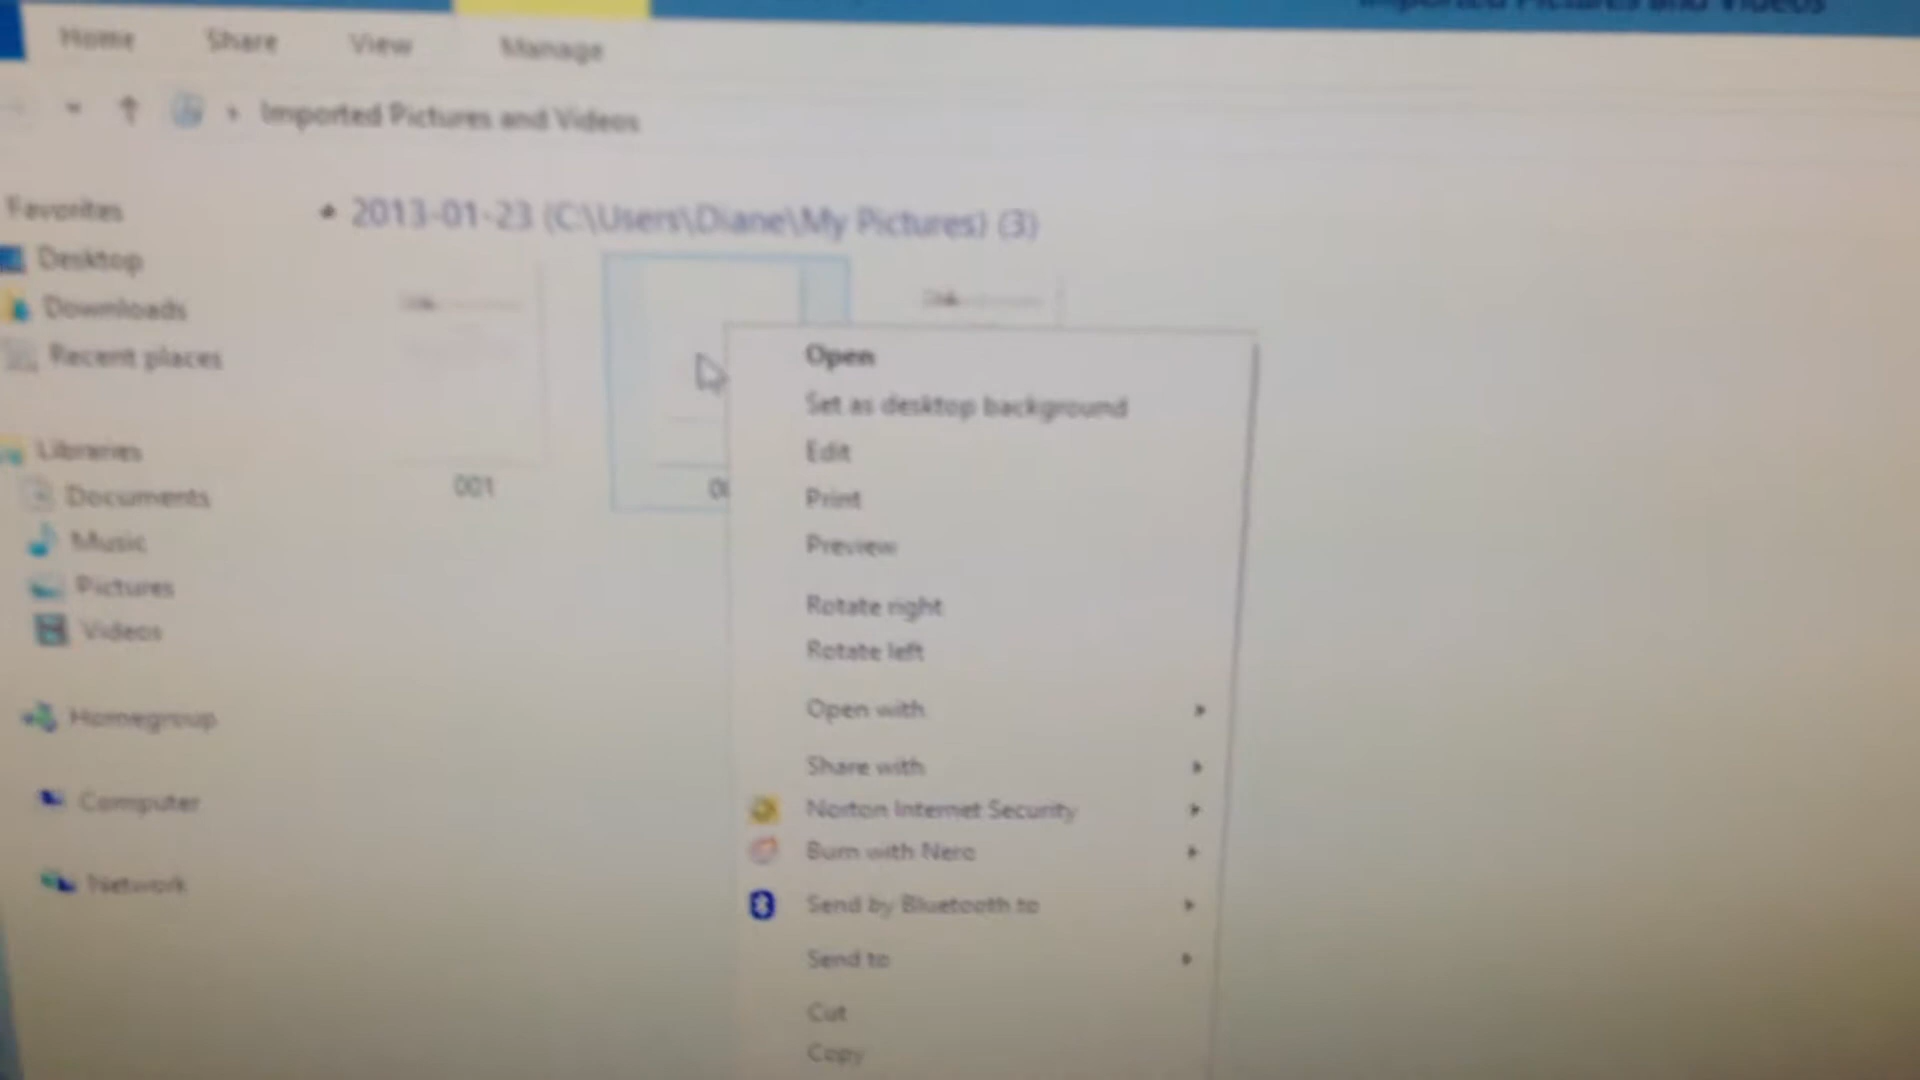 Imported Pictures and Videos
Home Share View Manage
Imported Pictures and Videos
Favorites
Desktop
Downloads
Recent places
Libraries
Documents
Music
Pictures
Videos
Homegroup
Computer
Network
2013-01-23 (C:\Users\Diane\My Pictures) (3)
001
Open
Set as desktop background
Edit
Print
Preview
Rotate right
Rotate left
Open with
Share with
Norton Internet Security
Burn with Nero
Send by Bluetooth to
Send to
Cut
Copy